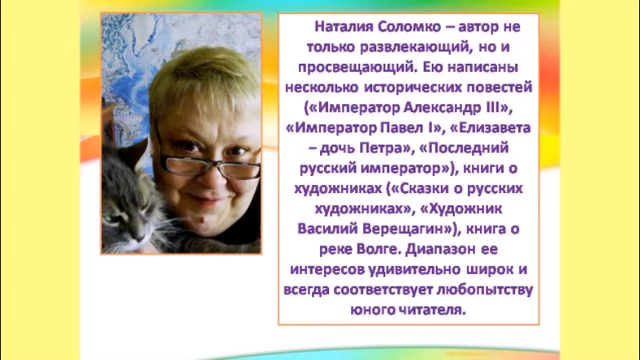 Наталия Соломко – автор не
только развлекающий, но и
просвещающий. Ею написаны
несколько исторических повестей
(«Император Александр III»,
«Император Павел I», «Елизавета
– дочь Петра», «Последний
русский император»), книги о
художниках («Сказки о русских
художниках», «Художник
Василий Верещагин»), книга о
реке Волге. Диапазон ее
интересов удивительно широк и
всегда соответствует любопытству
юного читателя.